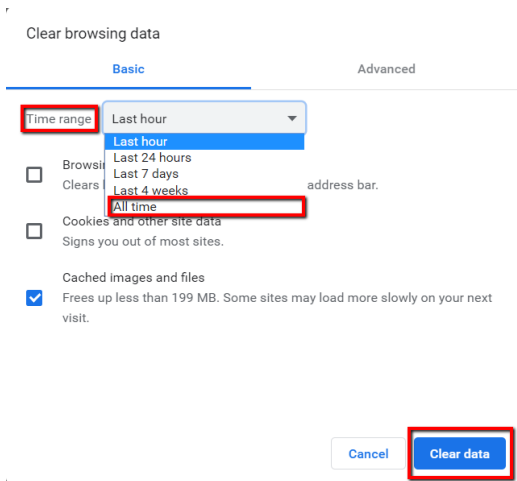 Clear browsing data
Basic
Advanced
Time range
Last hour
Last hour
Last 24 hours
Last 7 days
Last 4 weeks
All time
address bar.
Cookies and other site data
Signs you out of most sites.
Cached images and files
Frees up less than 199 MB. Some sites may load more slowly on your next
visit.
Cancel
Clear data